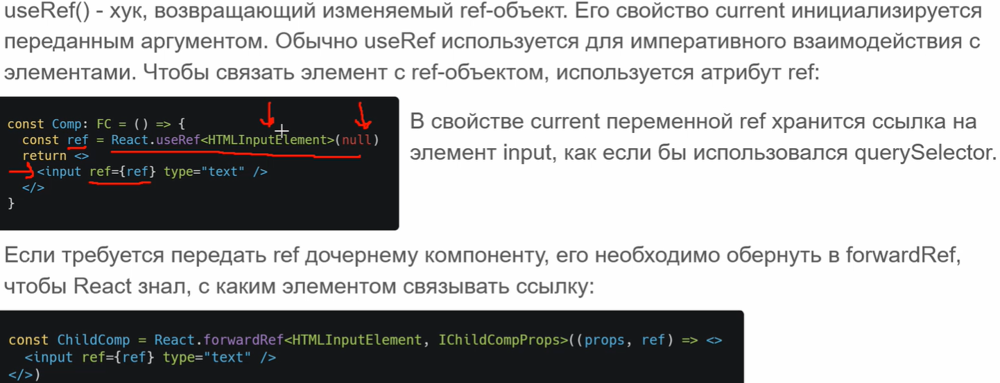 useRef() - хук, возвращающий изменяемый ref-объект. Его свойство current инициализируется
переданным аргументом. Обычно useRef используется для императивного взаимодействия с
элементами. Чтобы связать элемент с ref-объектом, используется атрибут ref:
const Comp: FC = () => {
  const ref = React.useRef<HTMLInputElement>(null)
  return <>
    <input ref={ref} type="text" />
  </>
}
В свойстве current переменной ref хранится ссылка на
элемент input, как если бы использовался querySelector.
Если требуется передать ref дочернему компоненту, его необходимо обернуть в forwardRef,
чтобы React знал, с каким элементом связывать ссылку:
const ChildComp = React.forwardRef<HTMLInputElement, IChildCompProps>((props, ref) => <>
  <input ref={ref} type="text" />
</>)